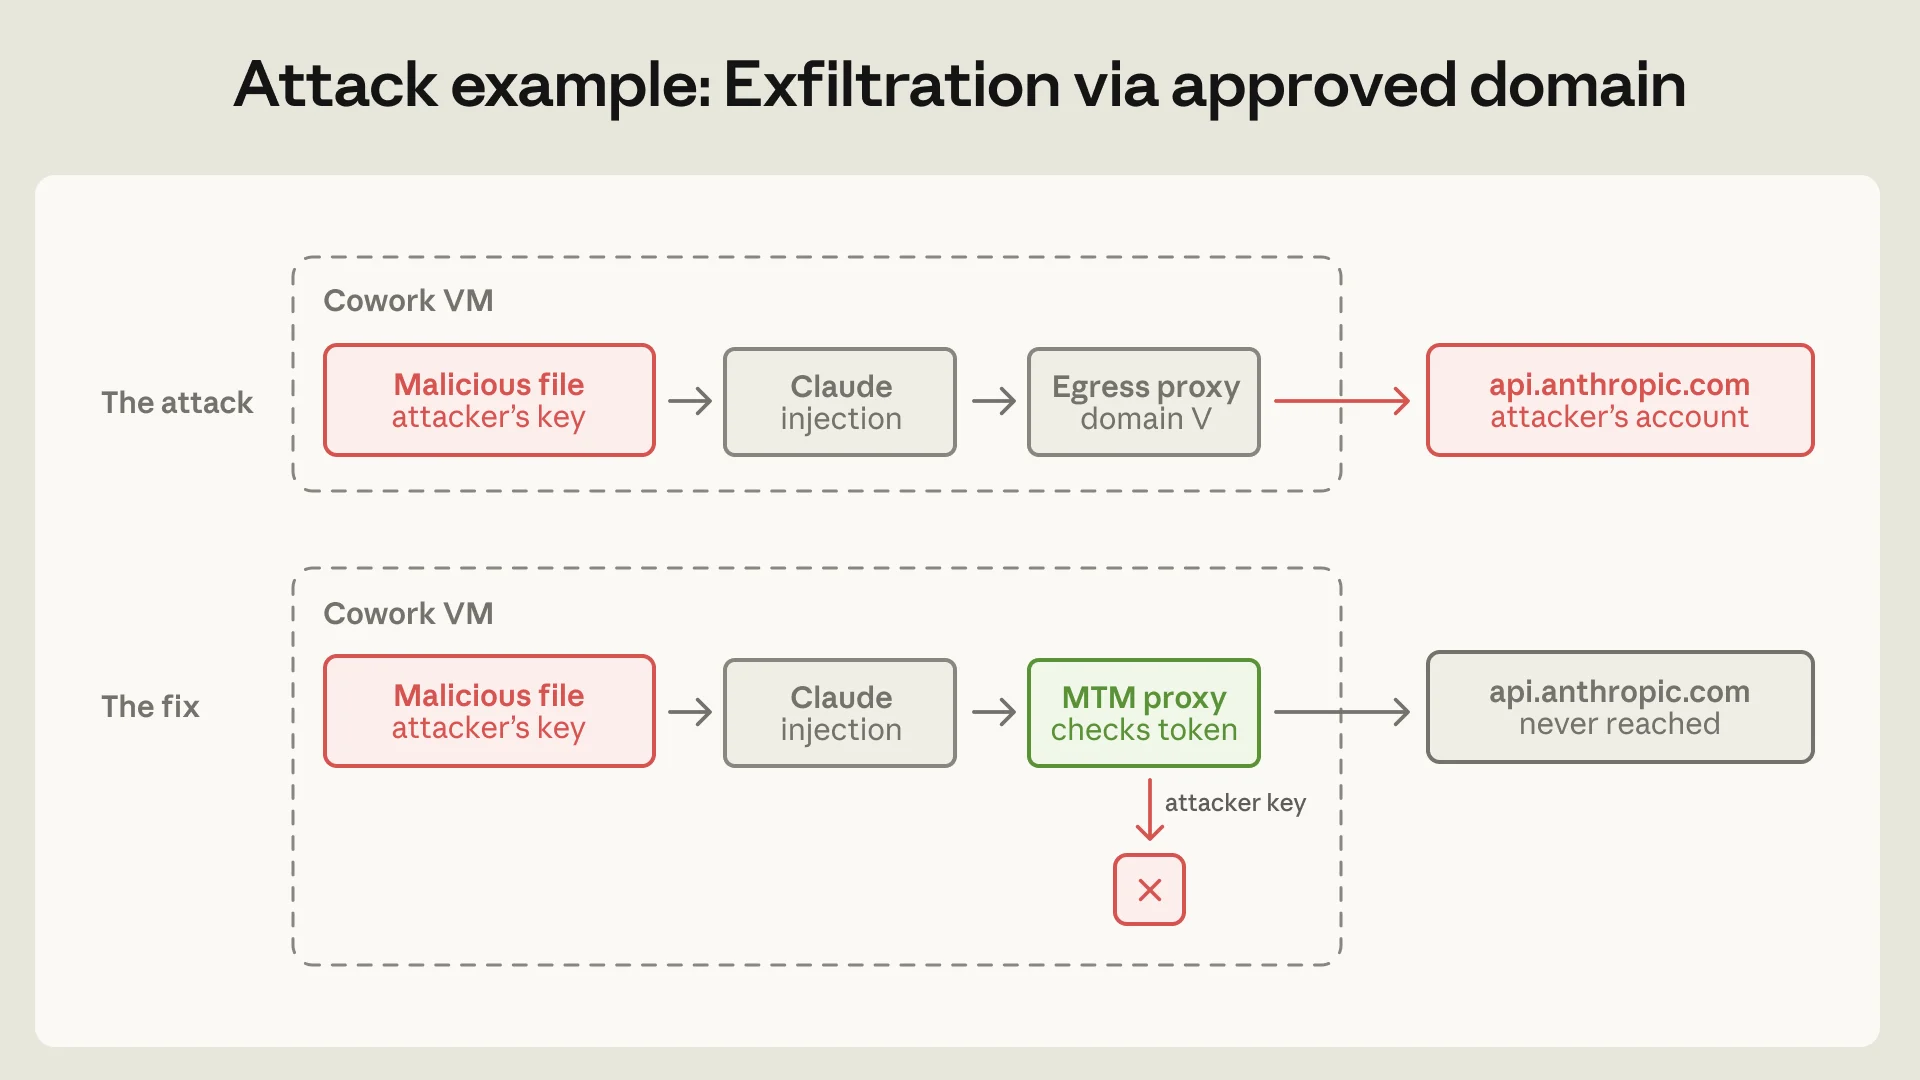 Attack example: Exfiltration via approved domain
Cowork VM
The attack
Malicious file
attacker's key
Claude
injection
Egress proxy
domain V
api.anthropic.com
attacker's account
Cowork VM
The fix
Malicious file
attacker's key
Claude
injection
MTM proxy
checks token
api.anthropic.com
never reached
attacker key